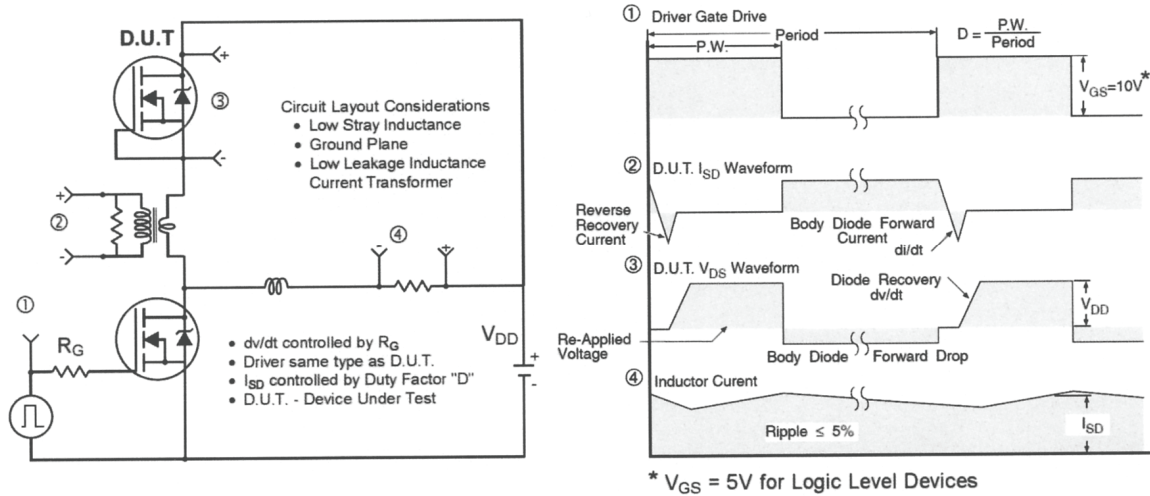 D.U.T
+
③
-
Circuit Layout Considerations
• Low Stray Inductance
• Ground Plane
• Low Leakage Inductance
Current Transformer
+
②
-
④
-
+
①
R_G
V_DD
+
-
• dv/dt controlled by R_G
• Driver same type as D.U.T.
• I_SD controlled by Duty Factor "D"
• D.U.T. - Device Under Test
① Driver Gate Drive
P.W.
Period
D = P.W.
Period
V_GS=10V*
② D.U.T. I_SD Waveform
Reverse
Recovery
Current
Body Diode Forward
Current
di/dt
③ D.U.T. V_DS Waveform
Diode Recovery
dv/dt
V_DD
Re-Applied
Voltage
Body Diode Forward Drop
④ Inductor Curent
Ripple ≤ 5%
I_SD
* V_GS = 5V for Logic Level Devices